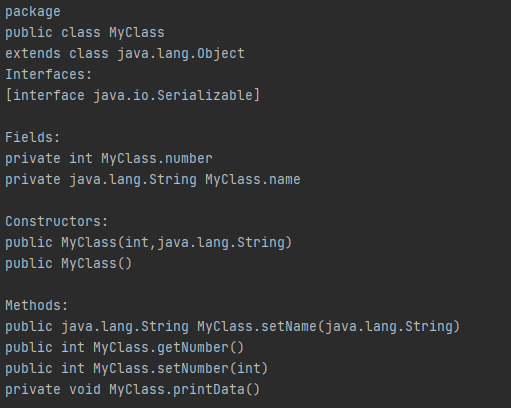 package
public class MyClass
extends class java.lang.Object
Interfaces:
[interface java.io.Serializable]
Fields:
private int MyClass.number
private java.lang.String MyClass.name
Constructors:
public MyClass(int,java.lang.String)
public MyClass()
Methods:
public java.lang.String MyClass.setName(java.lang.String)
public int MyClass.getNumber()
public int MyClass.setNumber(int)
private void MyClass.printData()